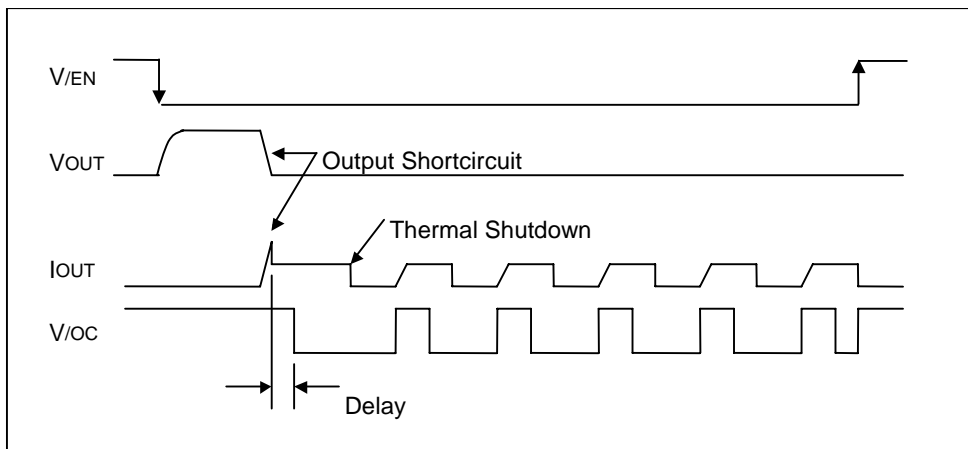 V/EN
VOUT
Output Shortcircuit
Thermal Shutdown
IOUT
V/OC
Delay